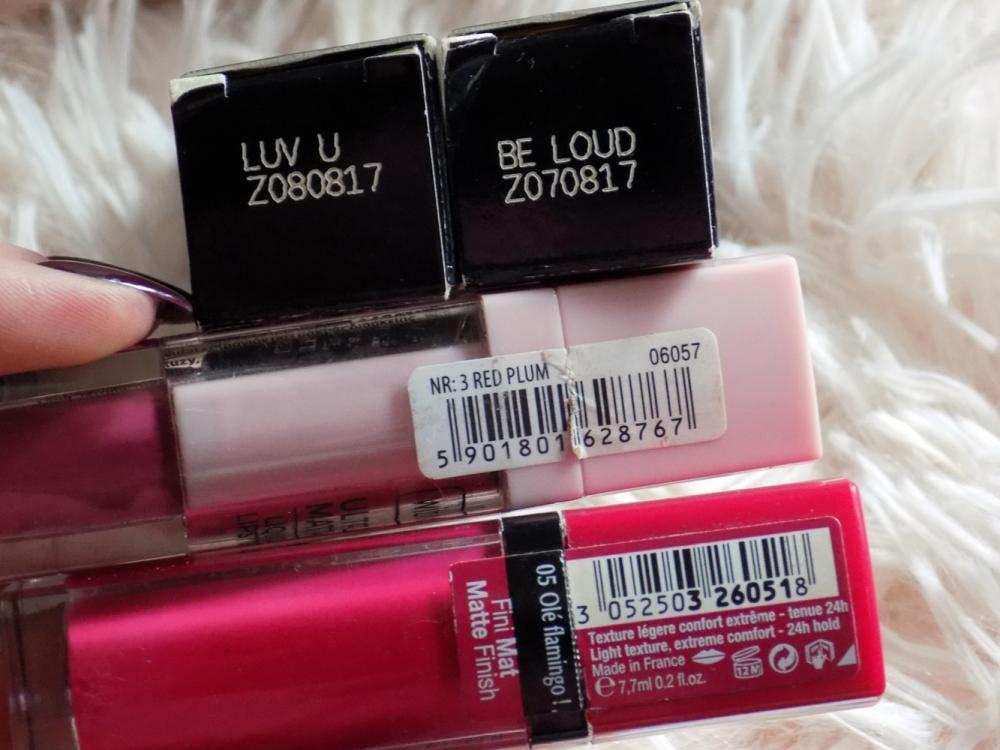 LUV U
Z080817
BE LOUD
Z070817
NR: 3 RED PLUM 06057
5 901801 628767
05 Olé flamingo !
Fini Mat
Matte Finish
3 052503 260518
Texture légere confort extrême - tenue 24h
Light texture, extreme comfort - 24h hold
Made in France
12M
℮ 7,7ml 0.2 fl.oz.